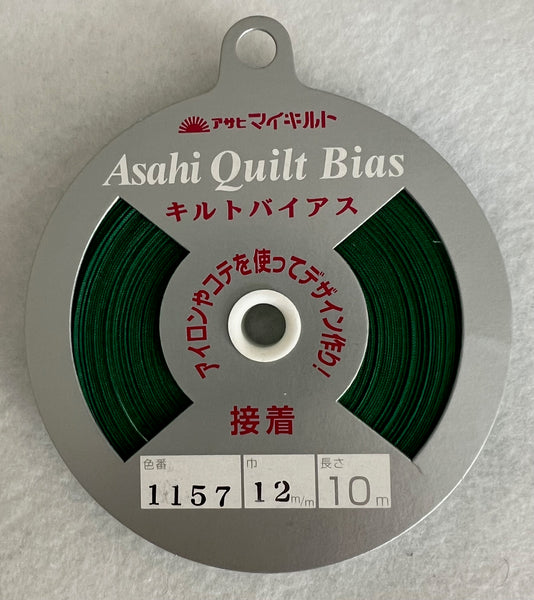 アサヒマイキルト
Asahi Quilt Bias
キルトバイアス
アイロンやコテを使ってデザイン作り!
接着
色番 巾 長さ
1157 12m/m 10m